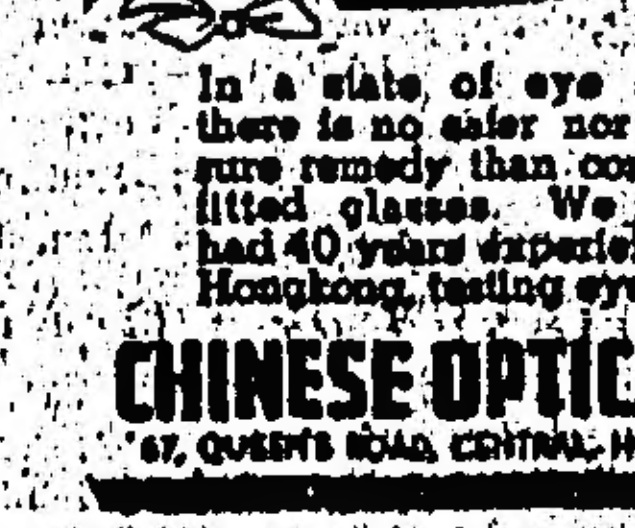 In a state of eye
there is no safer nor
sure remedy than
fitted glasses. We
had 40 years
Hongkong, testing
CHINESE
67, QUEEN'S ROAD, CENTRAL,